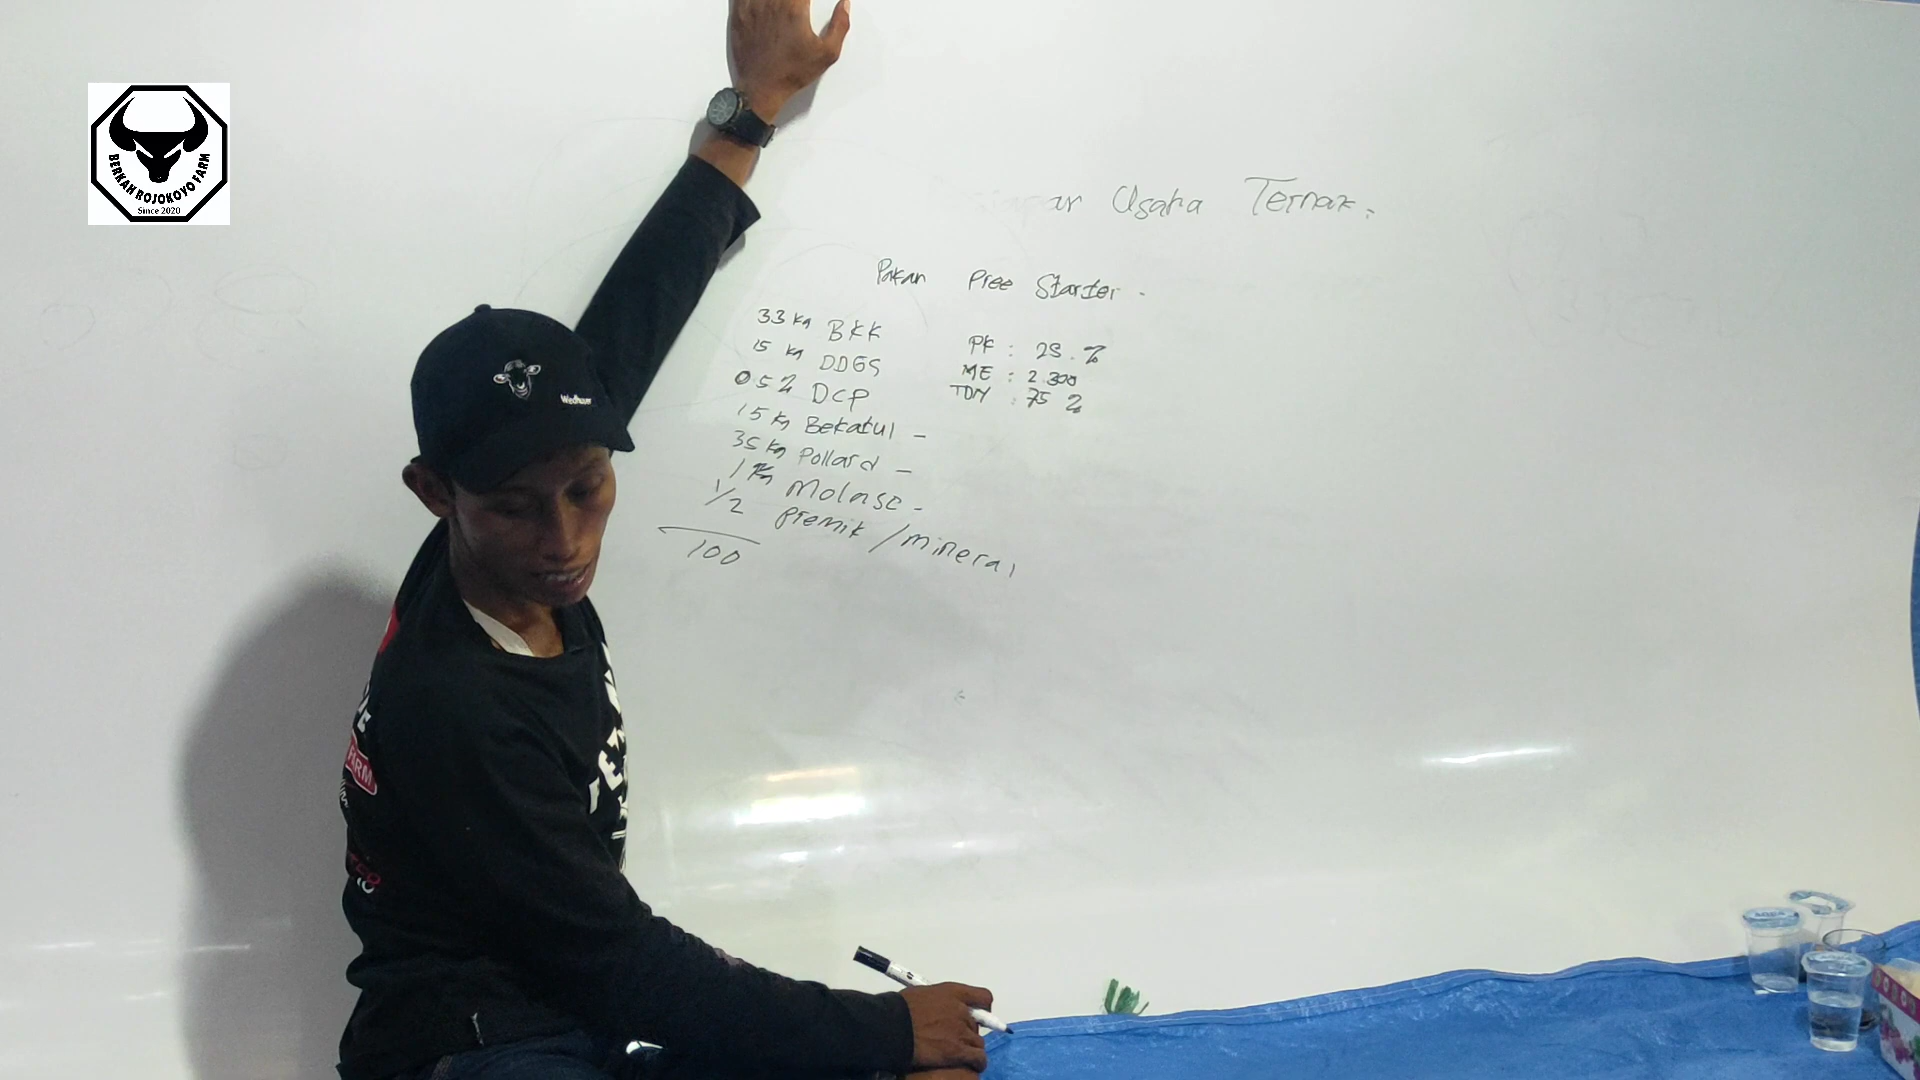 BERKAH ROJOKOYO FARM
Since 2020
Usaha Ternak.
Pakan Pree Starter.
33 kg BKK
15 kg DDGS
0 5 % DCP
15 kg Bekatul -
35 kg Pollard -
1 kg Molase -
1/2 Premik / mineral
100
PK : 25. %
ME : 2.300
TDN : 75 %
Wedhauser
FARM